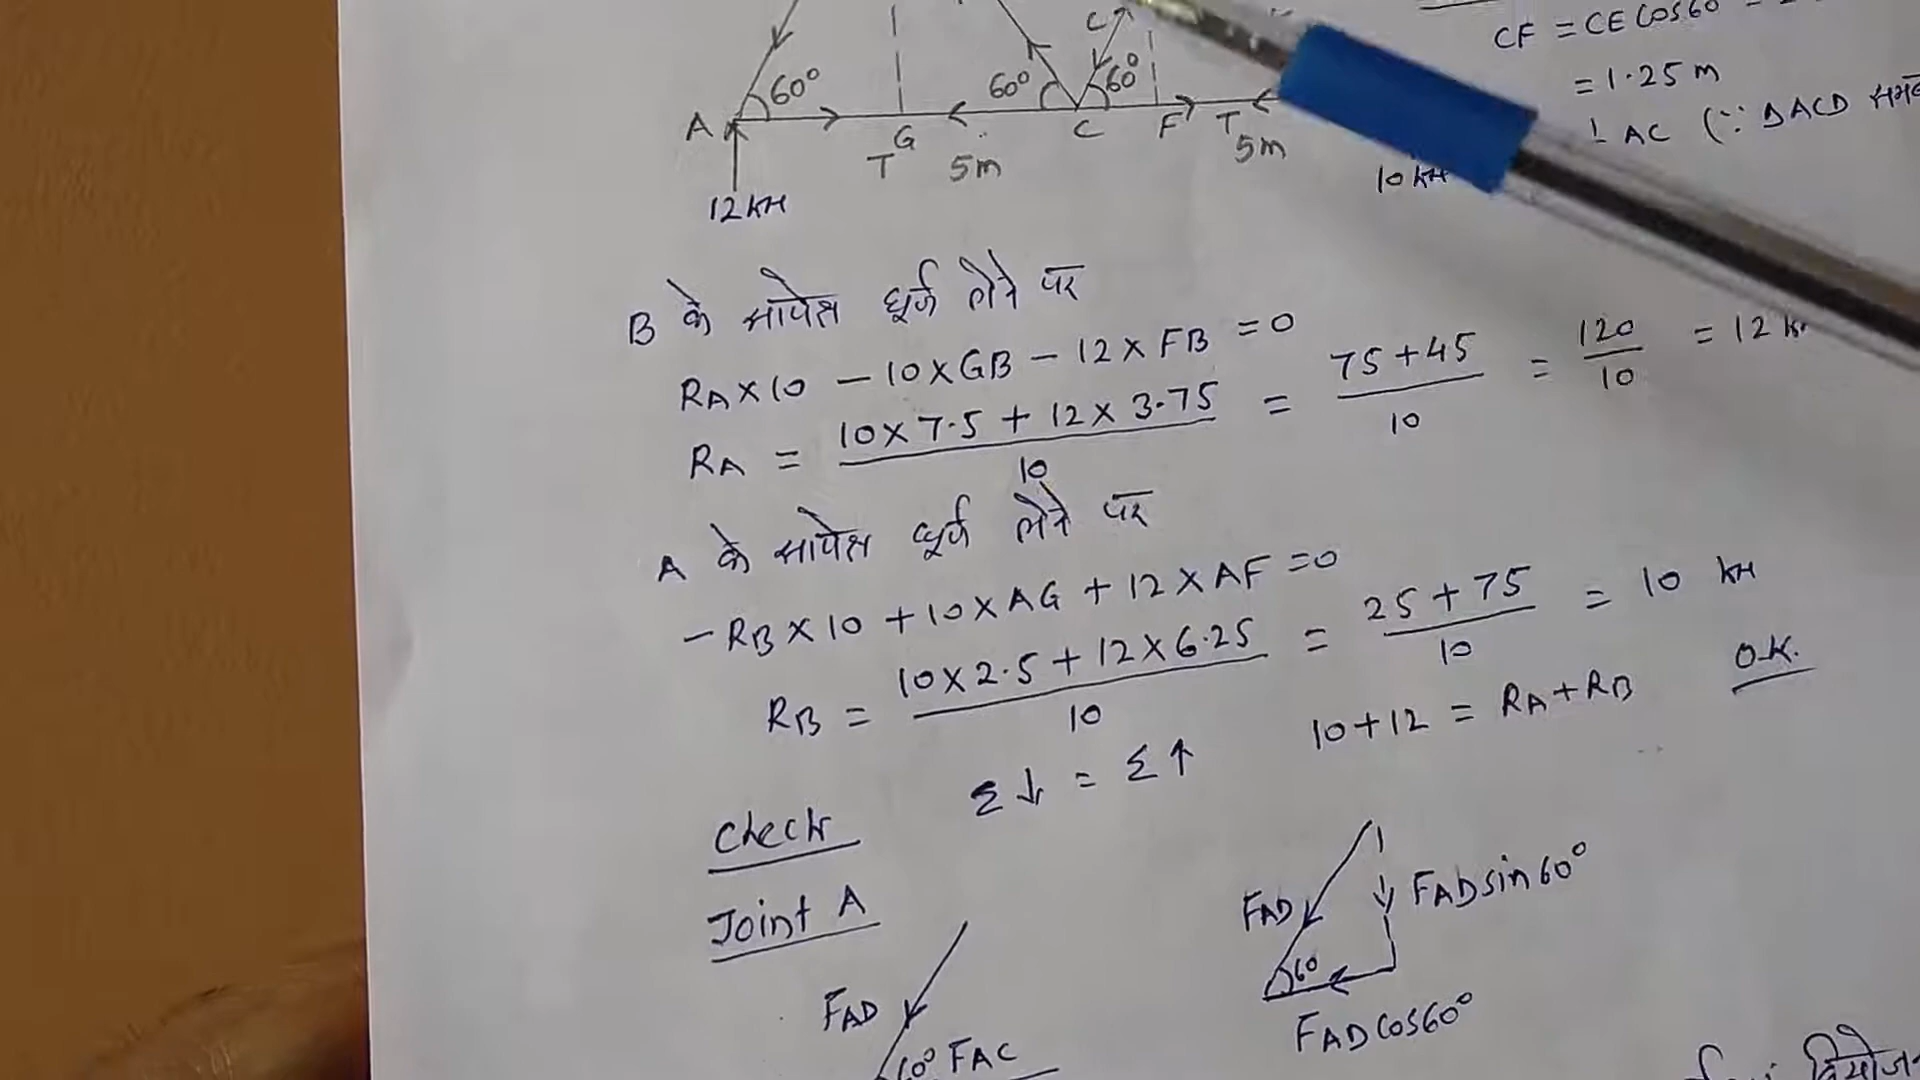 CF = CE COS60
= 1.25 m
⊥ AC (∵ ΔACD
60° 60° C 60°
A G C F T
T 5m 5m
12 KN 10 KN
B के सापेक्ष घूर्ण लेने पर
RA X 10 - 10 X GB - 12 X FB = 0
RA = 10 X 7.5 + 12 X 3.75 / 10 = 75 + 45 / 10 = 120 / 10 = 12 K
A के सापेक्ष घूर्ण लेने पर
- RB X 10 + 10 X AG + 12 X AF = 0
RB = 10 X 2.5 + 12 X 6.25 / 10 = 25 + 75 / 10 = 10 KN
Check Σ↓ = Σ↑ 10 + 12 = RA + RB O.K.
Joint A
FAD FAD sin 60°
60
FAD cos60°
FAD
60° FAC